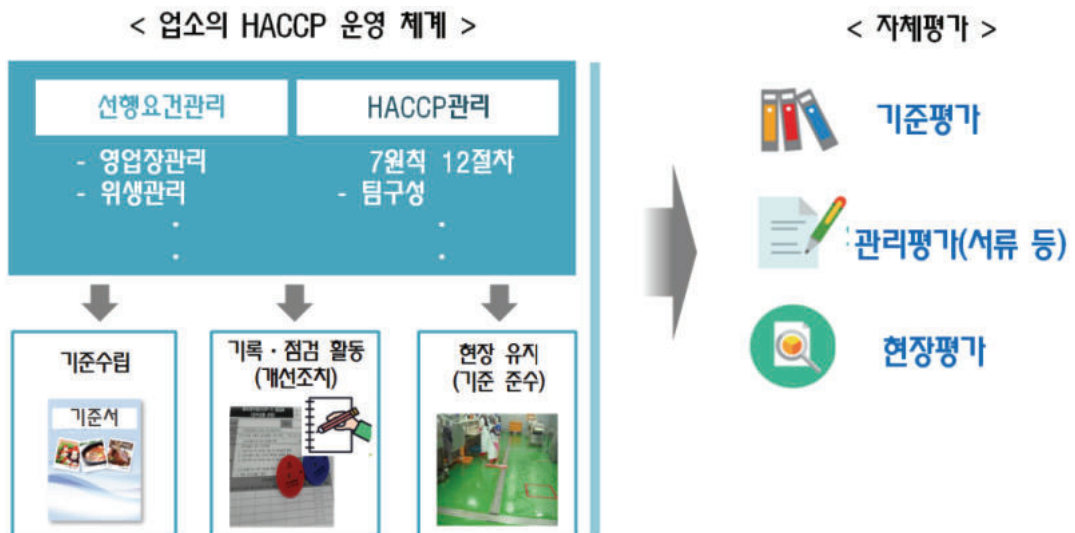 < 업소의 HACCP 운영 체계 >
선행요건관리
- 영업장관리
- 위생관리
.
.
HACCP관리
7원칙 12절차
- 팀구성
.
.
기준수립
기준서
기록·점검 활동
(개선조치)
현장 유지
(기준 준수)
< 자체평가 >
기준평가
관리평가(서류 등)
현장평가